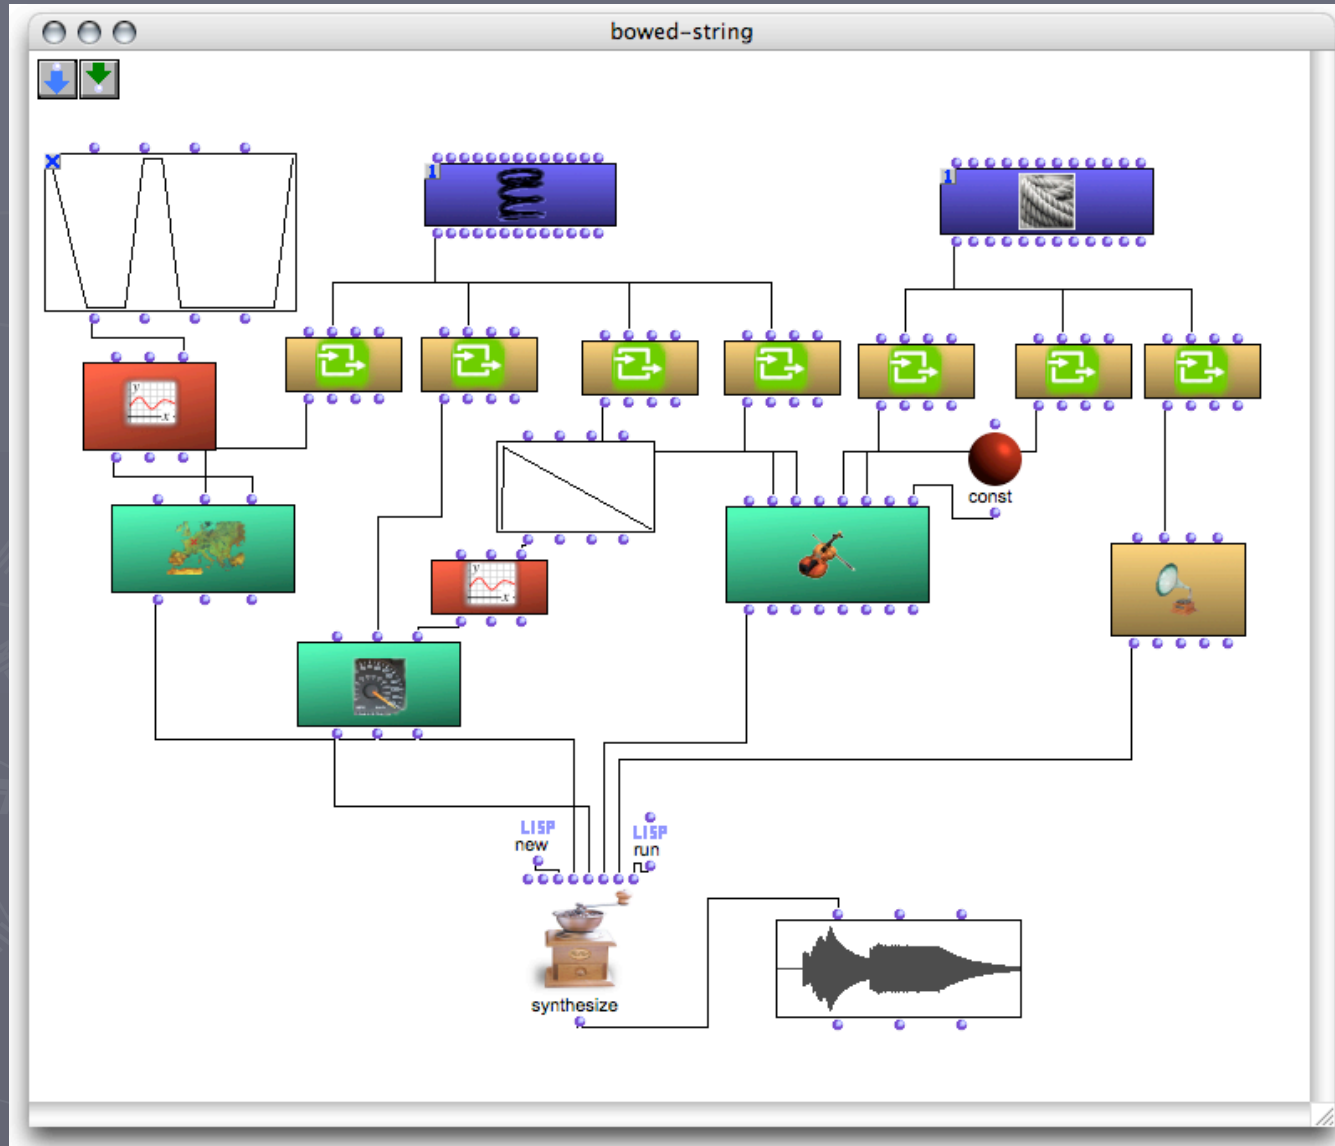 bowed-string
1
1
y
x
const
y
x
LISP
new
LISP
run
synthesize